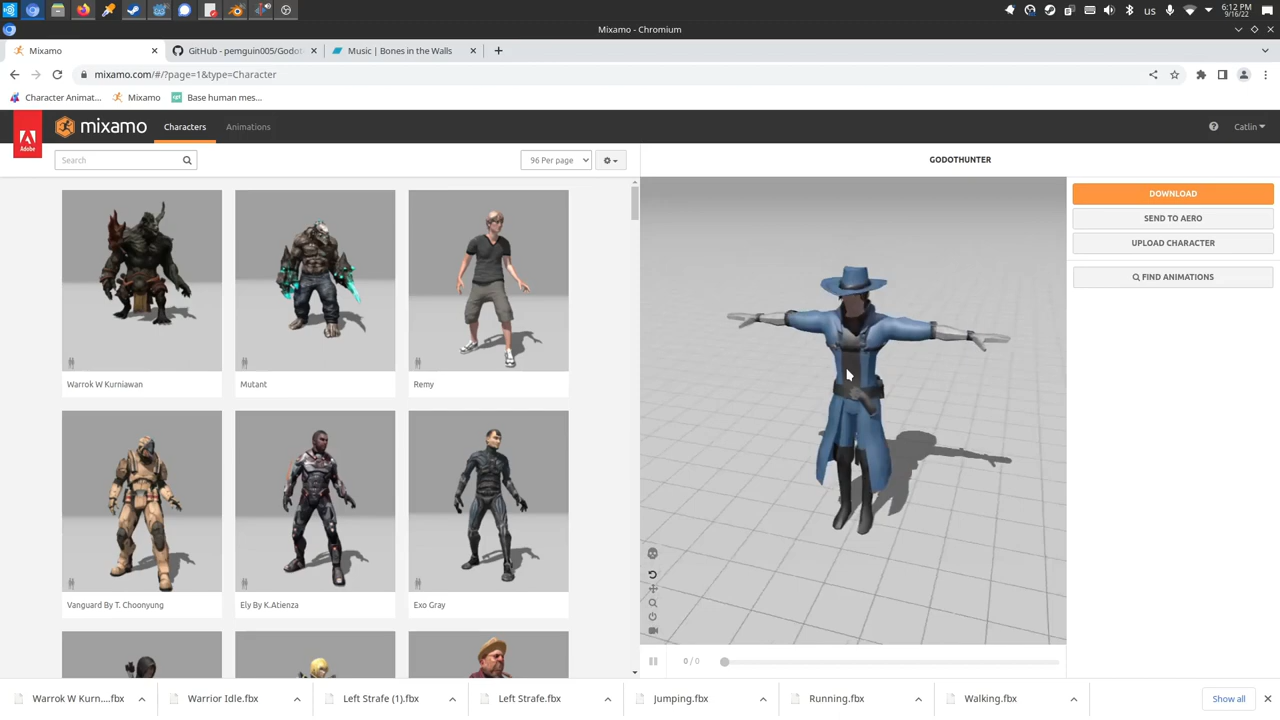 us
6:12 PM
9/16/22
Mixamo - Chromium
Mixamo
GitHub - pemguin005/Godot
Music | Bones in the Walls
mixamo.com/#/?page=1&type=Character
Character Animat...
Mixamo
Base human mes...
Adobe
mixamo
Characters
Animations
Catlin
Search
96 Per page
GODOTHUNTER
DOWNLOAD
SEND TO AERO
UPLOAD CHARACTER
FIND ANIMATIONS
Warrok W Kurniawan
Mutant
Remy
Vanguard By T. Choonyung
Ely By K.Atienza
Exo Gray
0 / 0
Warrok W Kurn....fbx
Warrior Idle.fbx
Left Strafe (1).fbx
Left Strafe.fbx
Jumping.fbx
Running.fbx
Walking.fbx
Show all